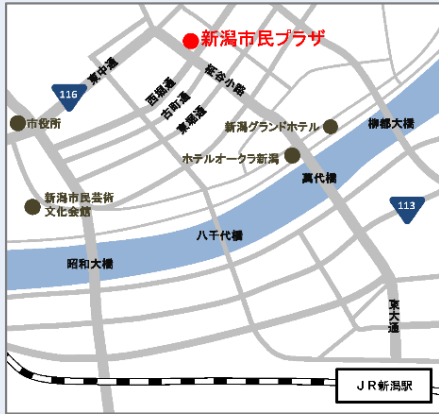 新潟市民プラザ
116
東中通
西堀通
古町通
東堀通
柾谷小路
市役所
新潟グランドホテル
柳都大橋
ホテルオークラ新潟
萬代橋
新潟市民芸術
文化会館
113
八千代橋
昭和大橋
東大通
JR新潟駅